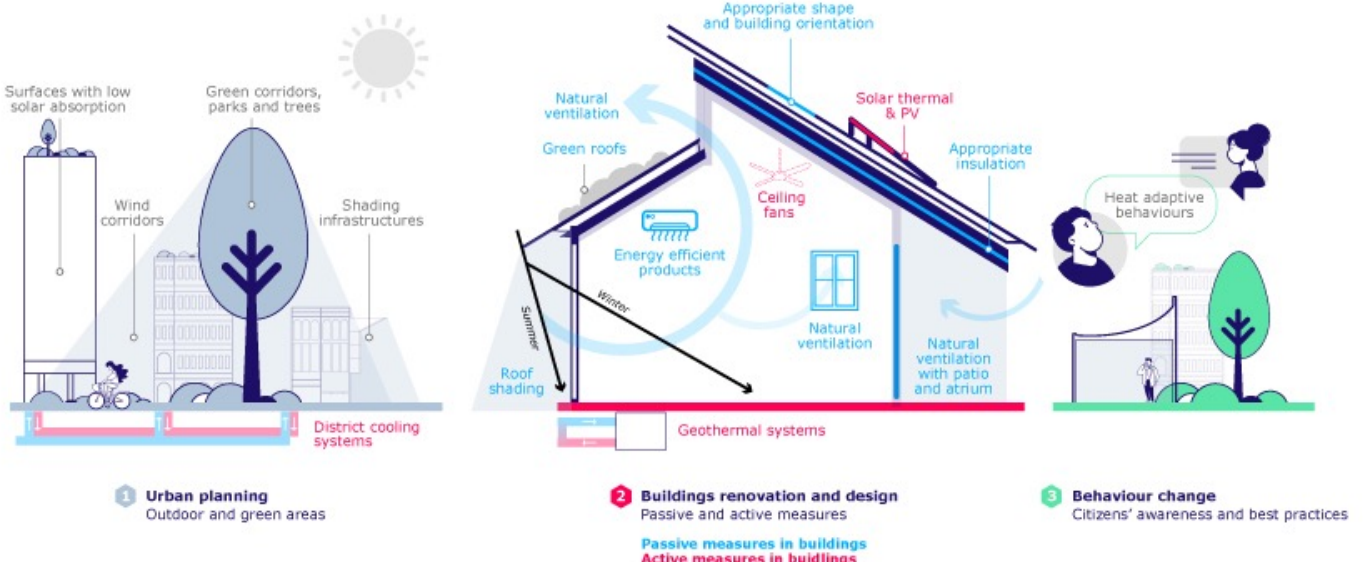 Surfaces with low
solar absorption
Green corridors,
parks and trees
Wind
corridors
Shading
infrastructures
District cooling
systems
1 Urban planning
Outdoor and green areas
Appropriate shape
and building orientation
Natural
ventilation
Solar thermal
& PV
Green roofs
Appropriate
insulation
Ceiling
fans
Energy efficient
products
Winter
Summer
Natural
ventilation
Roof
shading
Natural
ventilation
with patio
and atrium
Geothermal systems
2 Buildings renovation and design
Passive and active measures
Passive measures in buildings
Active measures in buidlings
Heat adaptive
behaviours
3 Behaviour change
Citizens' awareness and best practices